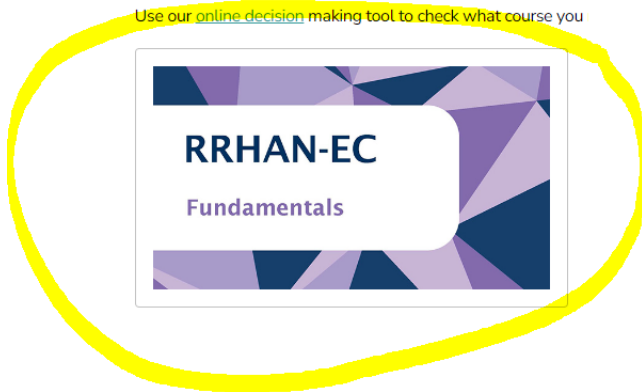 Use our online decision making tool to check what course you
RRHAN-EC
Fundamentals